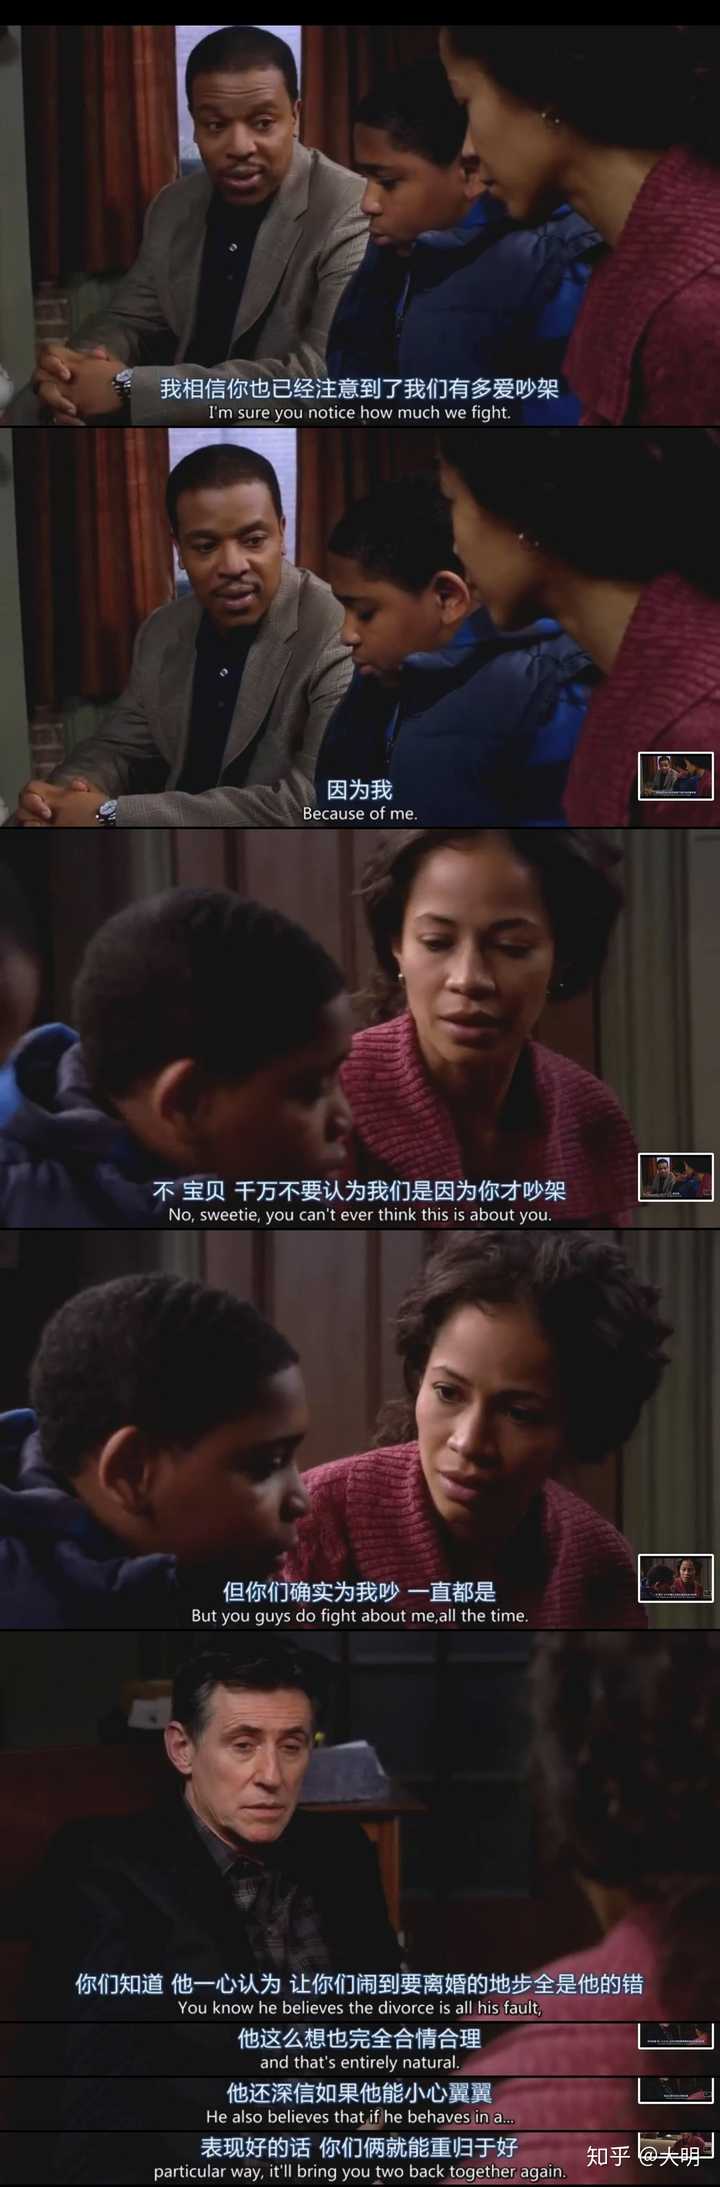 我相信你也已经注意到了我们有多爱吵架
I'm sure you notice how much we fight.
因为我
Because of me.
不 宝贝 千万不要认为我们是因为你才吵架
No, sweetie, you can't ever think this is about you.
但你们确实为我吵 一直都是
But you guys do fight about me,all the time.
你们知道 他一心认为 让你们闹到要离婚的地步全是他的错
You know he believes the divorce is all his fault,
他这么想也完全合情合理
and that's entirely natural.
他还深信如果他能小心翼翼
He also believes that if he behaves in a...
表现好的话 你们俩就能重归于好
particular way, it'll bring you two back together again.
知乎 @大明